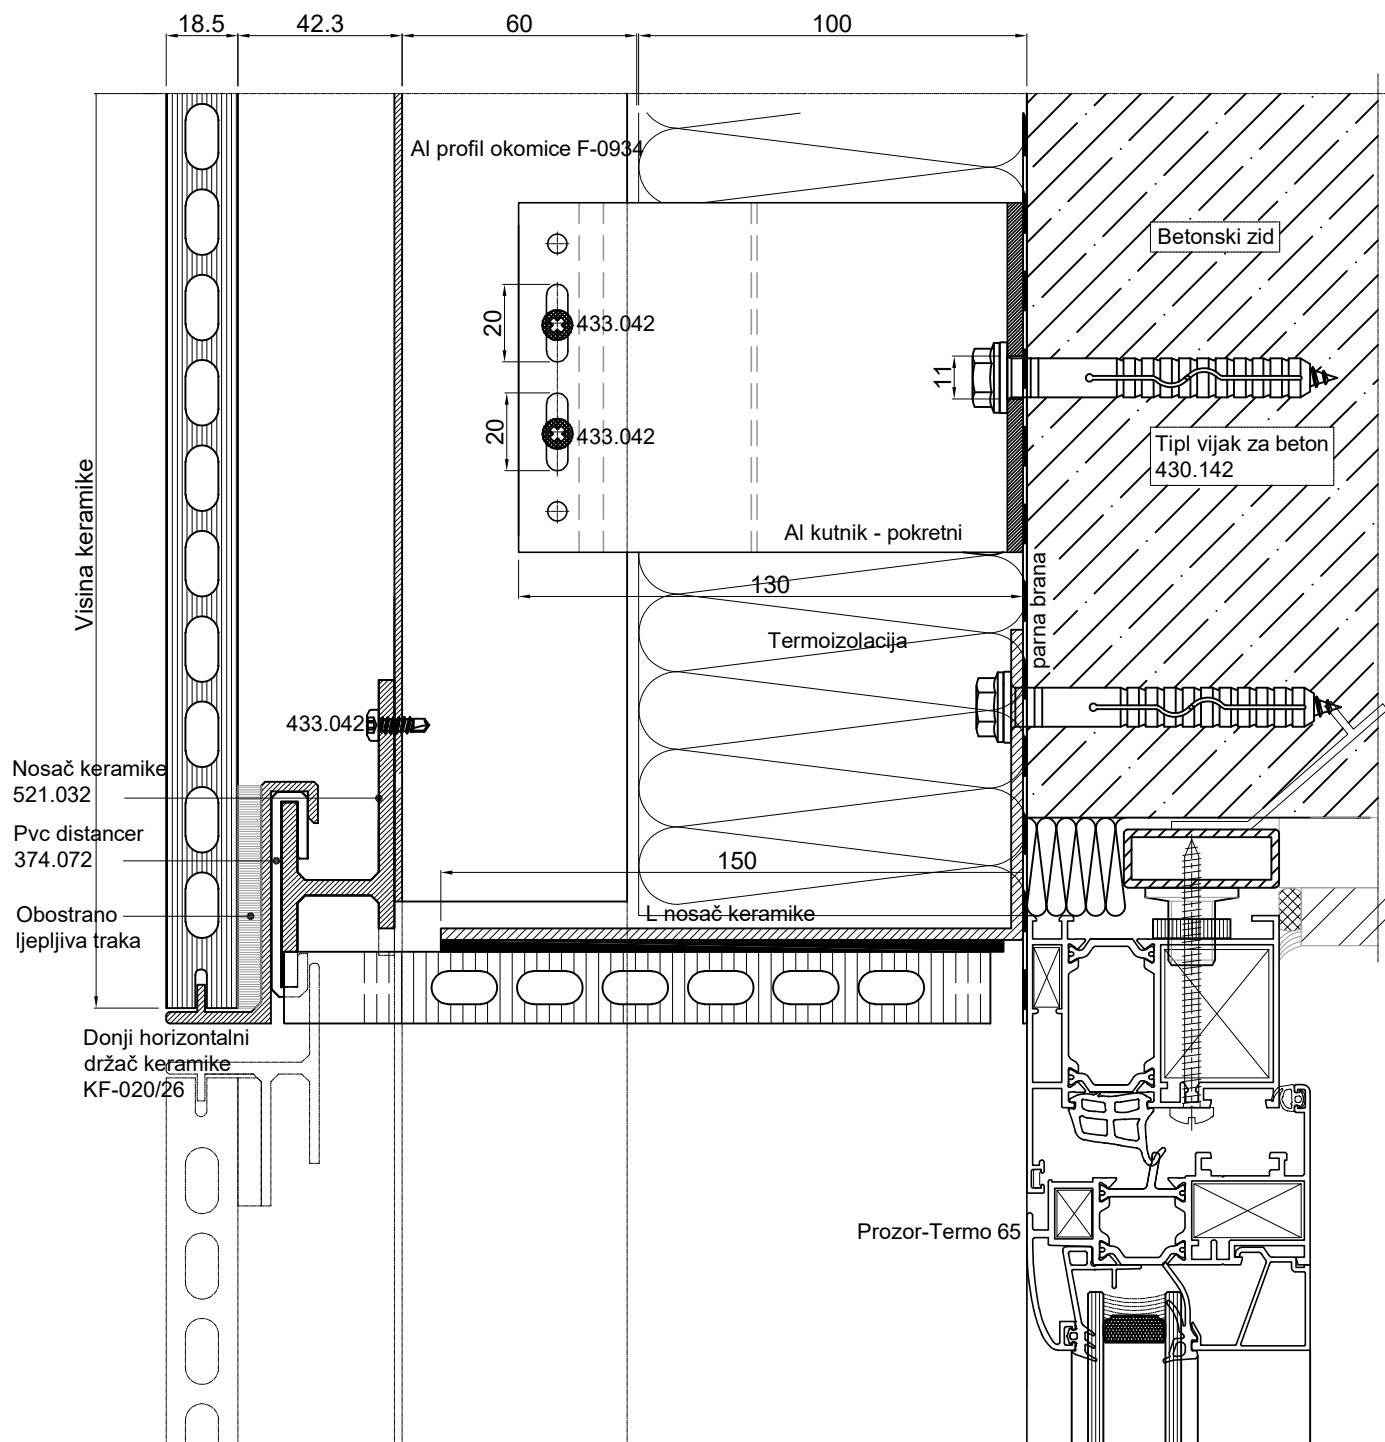 18.5
42.3
60
100
Al profil okomice F-0934
Betonski zid
20
433.042
11
20
433.042
Tipl vijak za beton
430.142
Visina keramike
Al kutnik - pokretni
parna brana
130
Termoizolacija
433.042
Nosač keramike
521.032
Pvc distancer
374.072
150
Obostrano
ljepljiva traka
L nosač keramike
Donji horizontalni
držač keramike
KF-020/26
Prozor-Termo 65